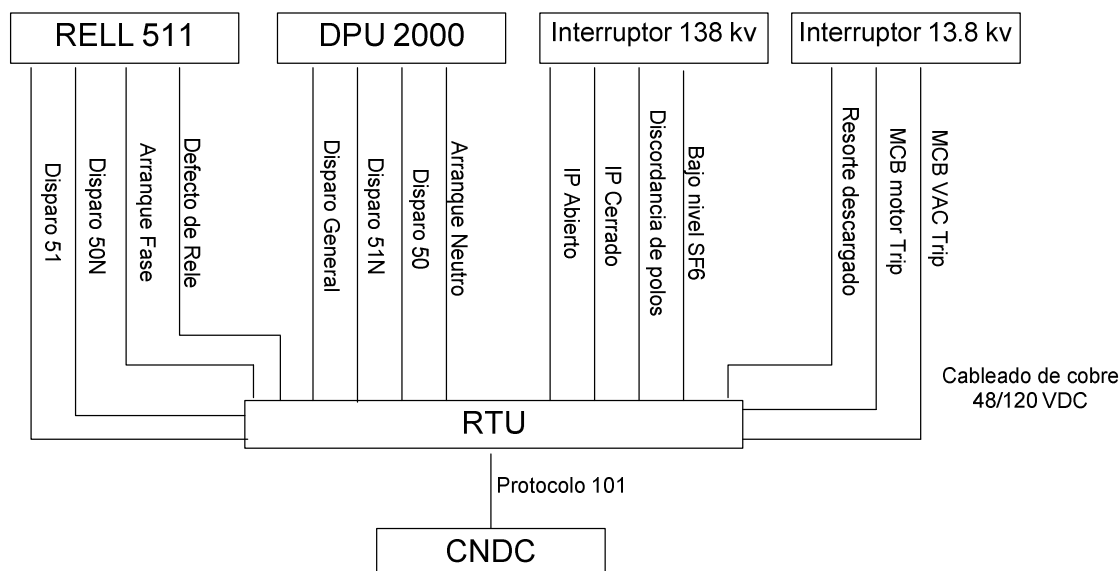 RELL 511
DPU 2000
Interruptor 138 kv
Interruptor 13.8 kv
Disparo 51
Disparo 50N
Arranque Fase
Defecto de Rele
Disparo General
Disparo 51N
Disparo 50
Arranque Neutro
IP Abierto
IP Cerrado
Discordancia de polos
Bajo nivel SF6
Resorte descargado
MCB motor Trip
MCB VAC Trip
Cableado de cobre
48/120 VDC
RTU
Protocolo 101
CNDC